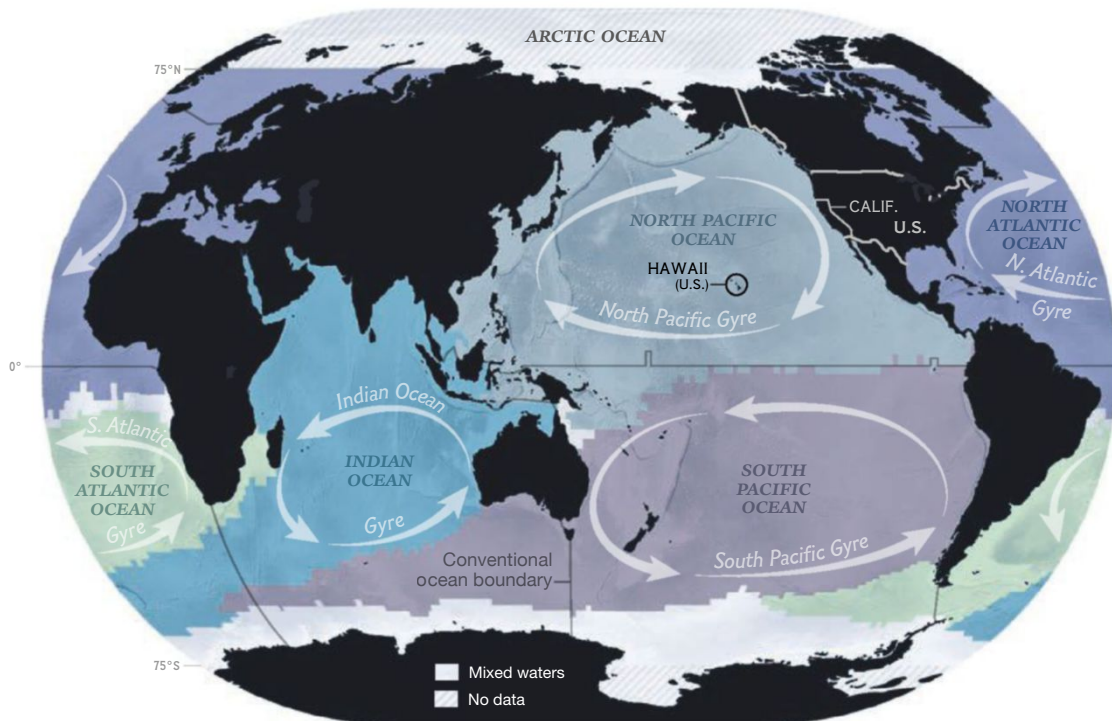 ARCTIC OCEAN
75°N
CALIF.
U.S.
NORTH PACIFIC
OCEAN
NORTH
ATLANTIC
OCEAN
HAWAII
(U.S.)
N. Atlantic
Gyre
North Pacific Gyre
0°
Indian Ocean
S. Atlantic
SOUTH
ATLANTIC
OCEAN
Gyre
INDIAN
OCEAN
Gyre
SOUTH
PACIFIC
OCEAN
South Pacific Gyre
Conventional
ocean boundary
75°S
Mixed waters
No data